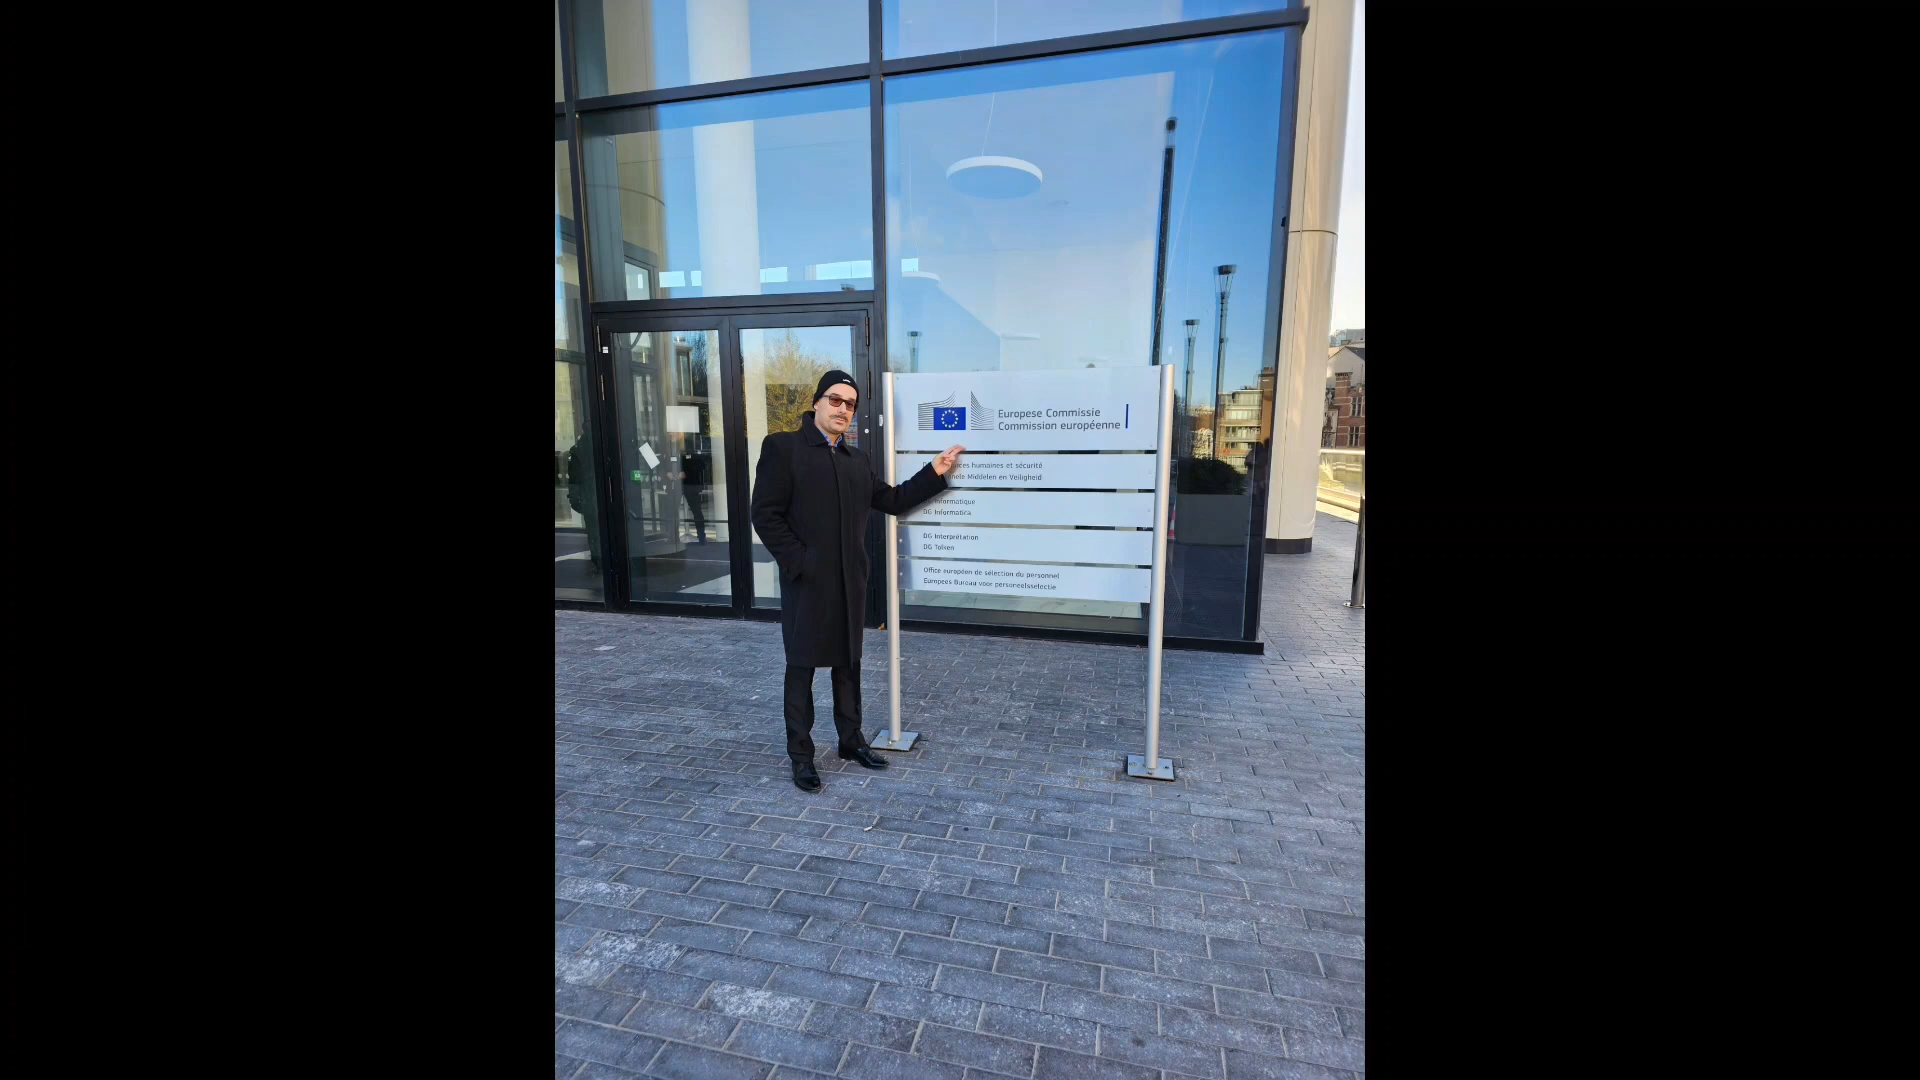 Europese Commissie
Commission européenne
humaines et sécurité
Middelen en Veiligheid
Informatique
DG Informatica
DG Interprétation
DG Tolken
Office européen de sélection du personnel
Europees Bureau voor personeelsselectie